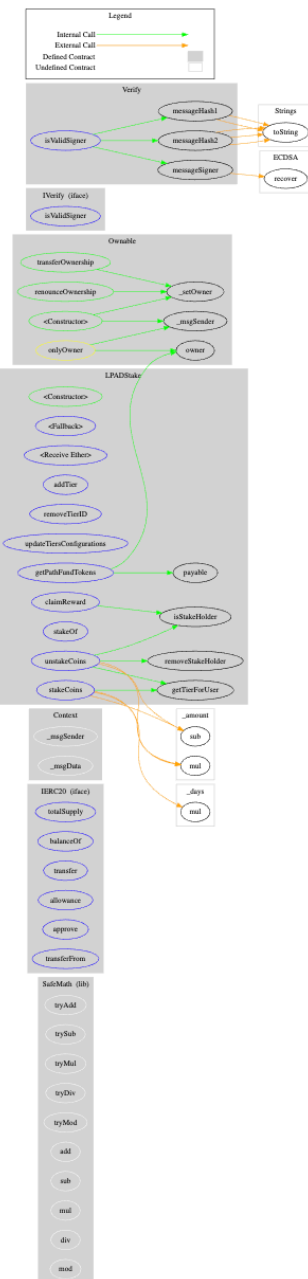 Legend
Internal Call
External Call
Defined Contract
Undefined Contract
Verify
isValidSigner
messageHash1
messageHash2
messageSigner
Strings
toString
ECDSA
recover
IVerify (iface)
isValidSigner
Ownable
transferOwnership
renounceOwnership
<Constructor>
onlyOwner
_setOwner
_msgSender
owner
LPADStake
<Constructor>
<Fallback>
<Receive Ether>
addTier
removeTierID
updateTiersConfigurations
getPathFundTokens
payable
claimReward
isStakeHolder
stakeOf
unstakeCoins
removeStakeHolder
stakeCoins
getTierForUser
Context
_msgSender
_msgData
_amount
sub
mul
_days
mul
IERC20 (iface)
totalSupply
balanceOf
transfer
allowance
approve
transferFrom
SafeMath (lib)
tryAdd
trySub
tryMul
tryDiv
tryMod
add
sub
mul
div
mod